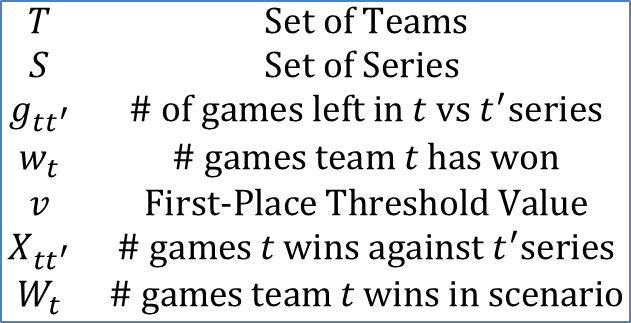 T Set of Teams
S Set of Series
g_{tt′} # of games left in t vs t′series
w_t # games team t has won
v First-Place Threshold Value
X_{tt′} # games t wins against t′series
W_t # games team t wins in scenario